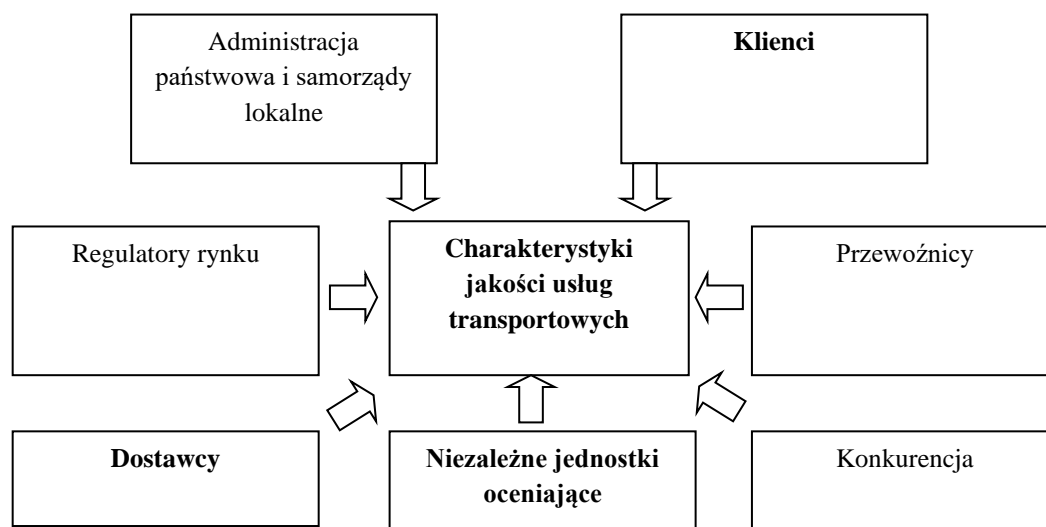 Administracja
państwowa i samorządy
lokalne
Klienci
Regulatory rynku
Charakterystyki
jakości usług
transportowych
Przewoźnicy
Dostawcy
Niezależne jednostki
oceniające
Konkurencja